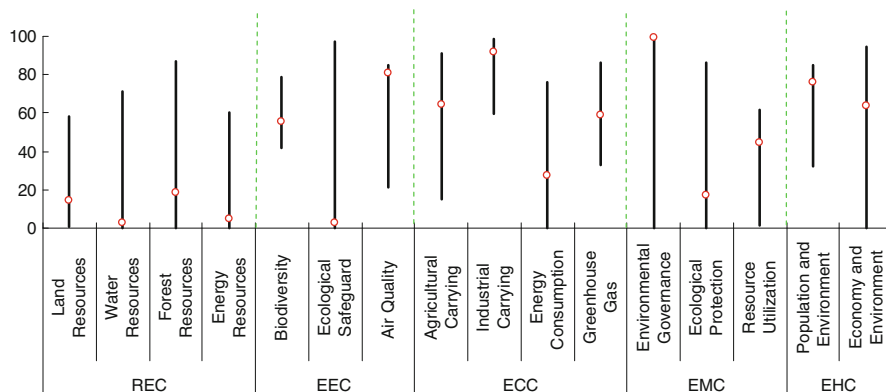 100
80
60
40
20
0
Land
Resources
Water
Resources
Forest
Resources
Energy
Resources
Biodiversity
Ecological
Safeguard
Air Quality
Agricultural
Carrying
Industrial
Carrying
Energy
Consumption
Greenhouse
Gas
Environmental
Governance
Ecological
Protection
Resource
Utilization
Population and
Environment
Economy and
Environment
REC
EEC
ECC
EMC
EHC